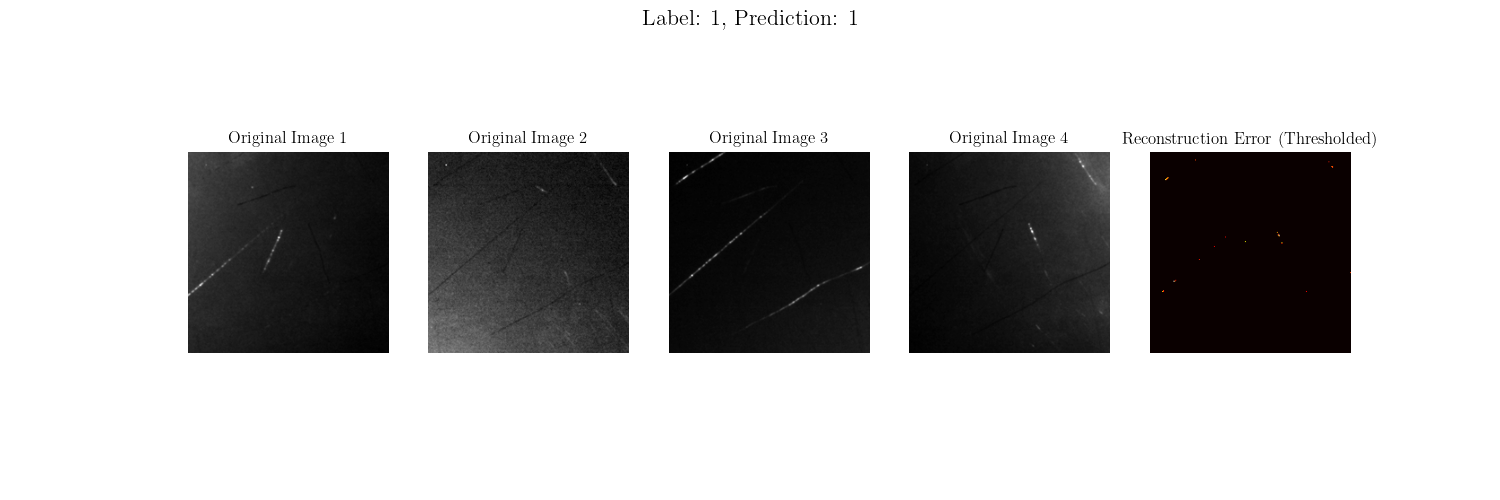 Label: 1, Prediction: 1
Original Image 1
Original Image 2
Original Image 3
Original Image 4
Reconstruction Error (Thresholded)